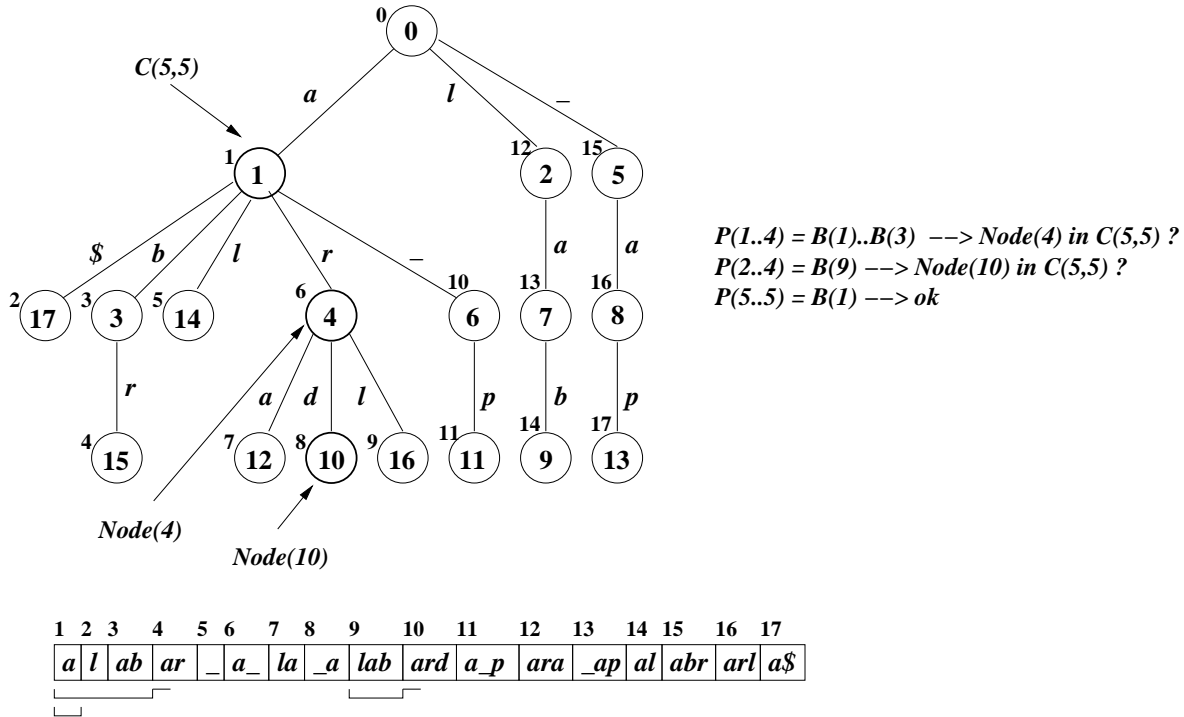 0 0
C(5,5)
a l _
1 1 12 2 15 5
P(1..4) = B(1)..B(3) --> Node(4) in C(5,5) ?
P(2..4) = B(9) --> Node(10) in C(5,5) ?
P(5..5) = B(1) --> ok
$ b l r _ a a
2 17 3 3 5 14 6 4 10 6 13 7 16 8
r a d l p b p
4 15 7 12 8 10 9 16 11 11 14 9 17 13
Node(4)
Node(10)
1 2 3 4 5 6 7 8 9 10 11 12 13 14 15 16 17
a l ab ar _ a_ la _a lab ard a_p ara _ap al abr arl a$